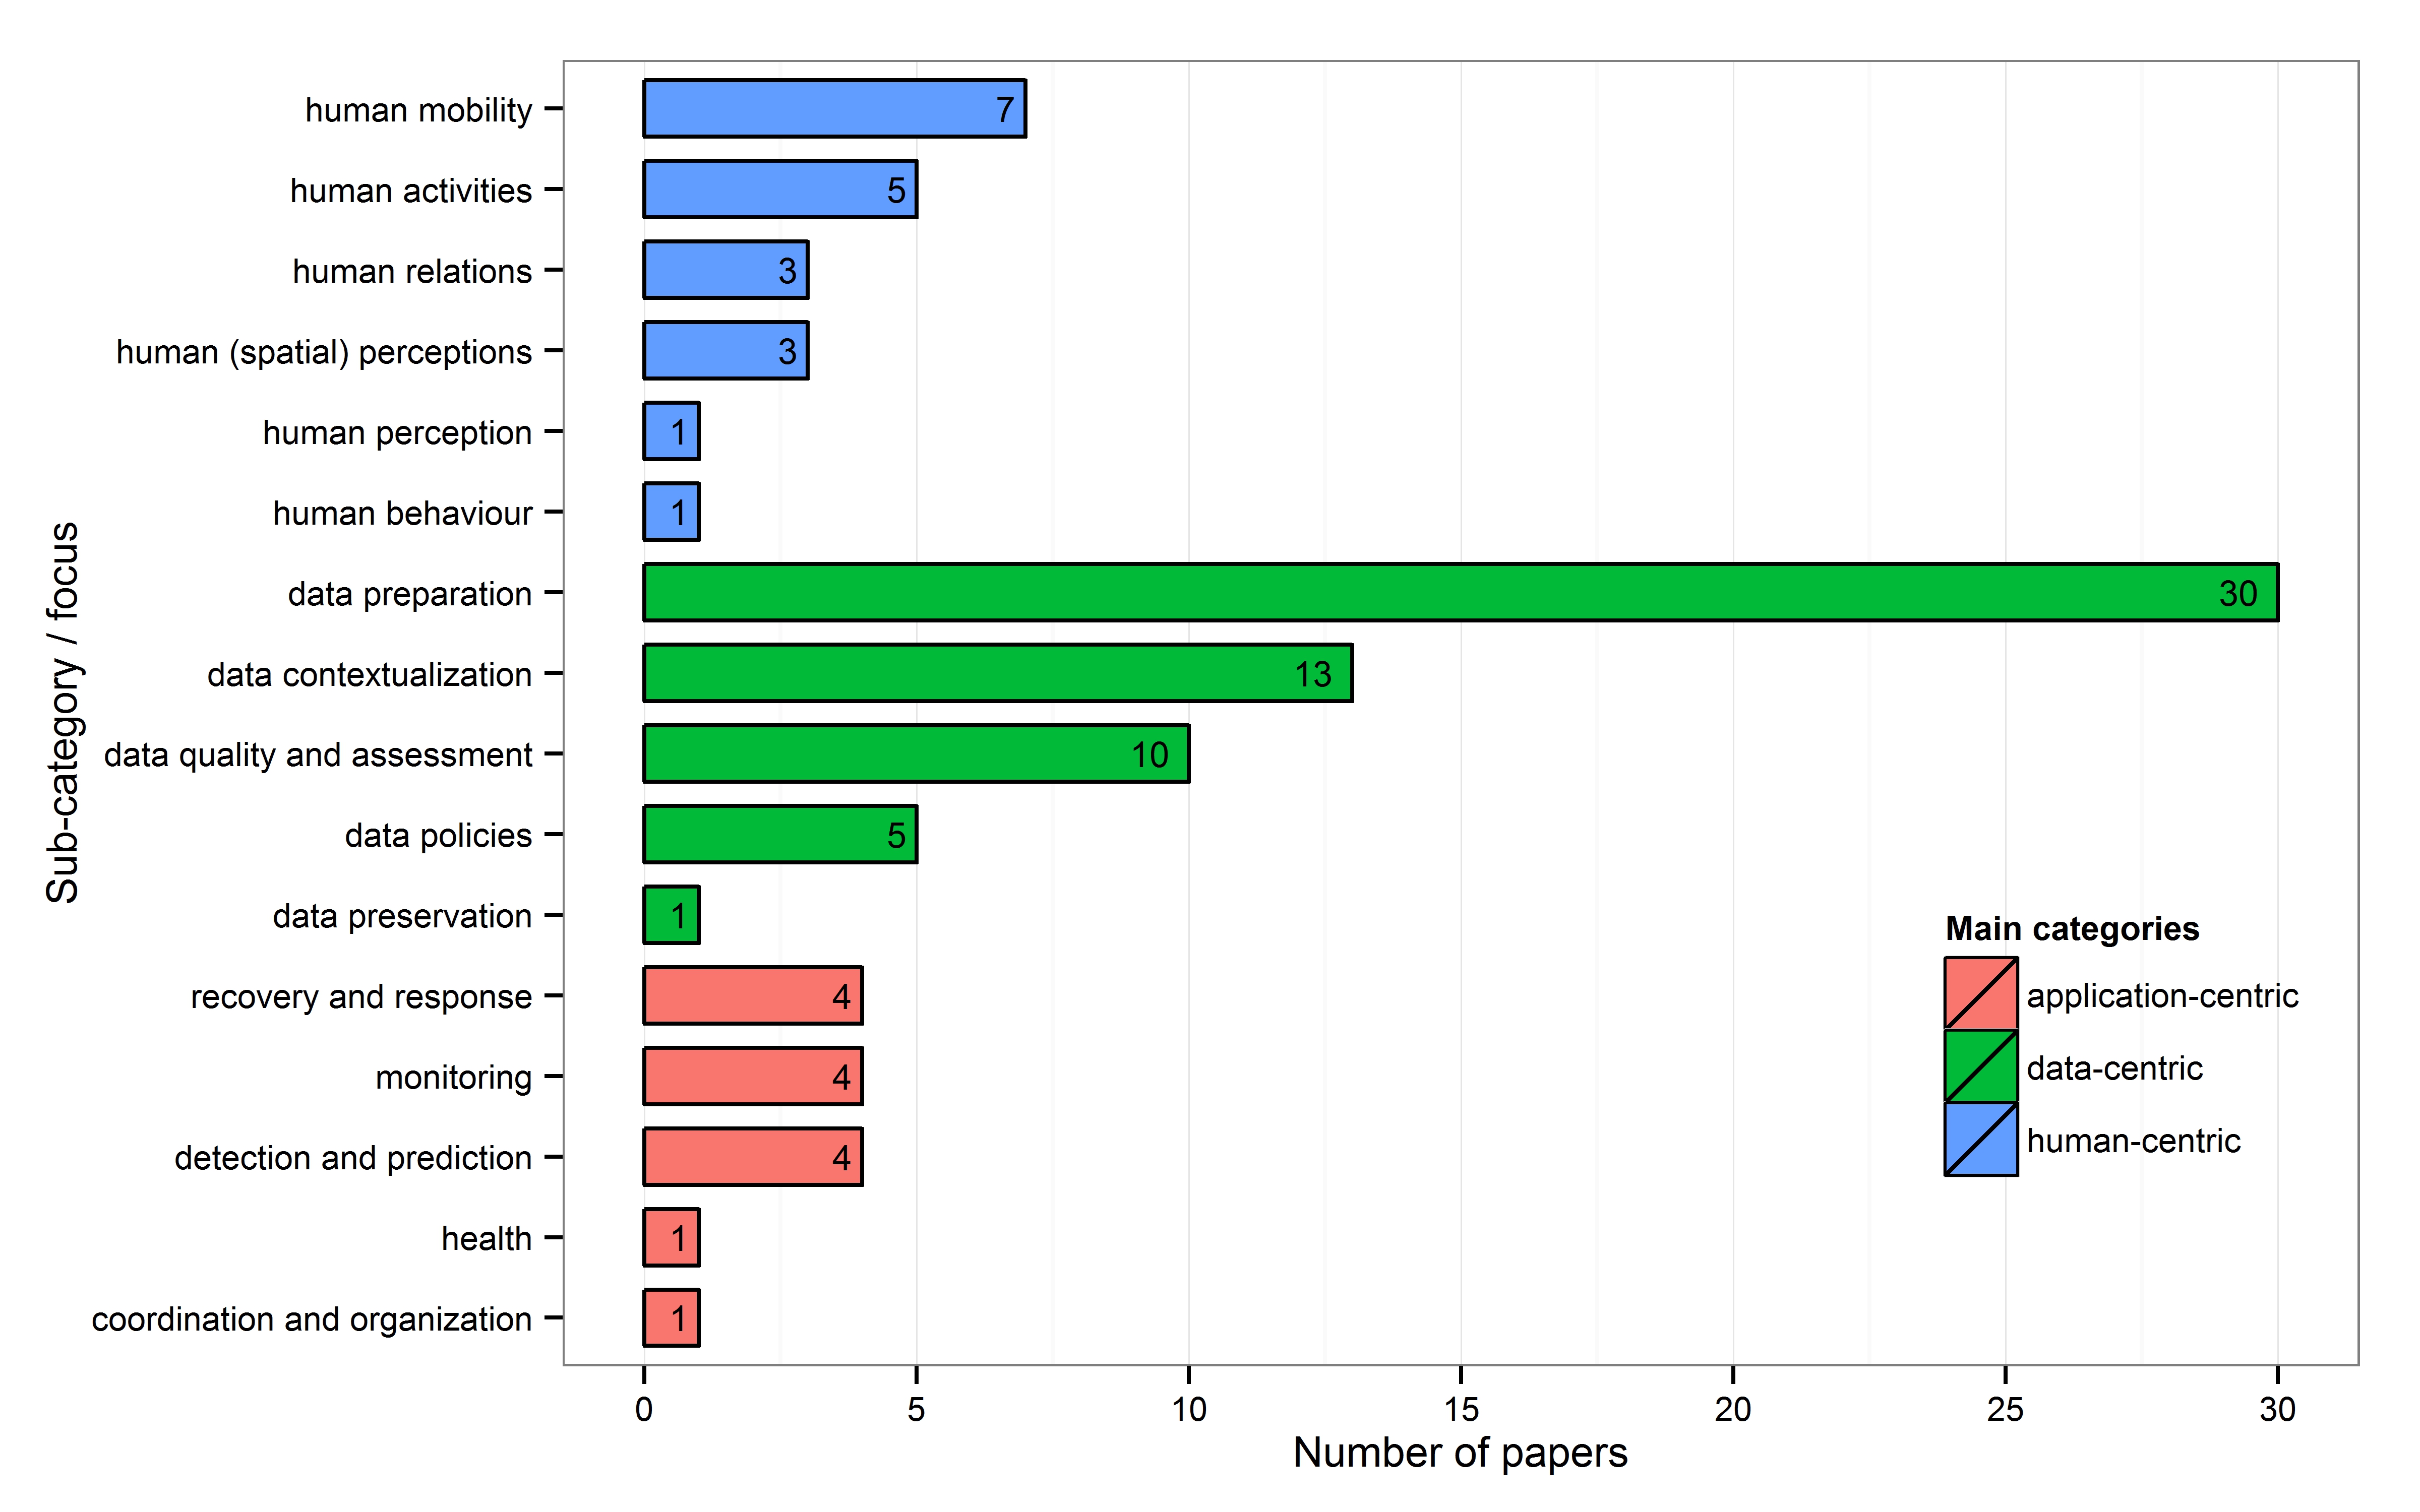 human mobility 7
human activities 5
human relations 3
human (spatial) perceptions 3
human perception 1
human behaviour 1
data preparation 30
data contextualization 13
data quality and assessment 10
data policies 5
data preservation 1
recovery and response 4
monitoring 4
detection and prediction 4
health 1
coordination and organization 1
Sub-category / focus
Main categories
application-centric
data-centric
human-centric
0 5 10 15 20 25 30
Number of papers